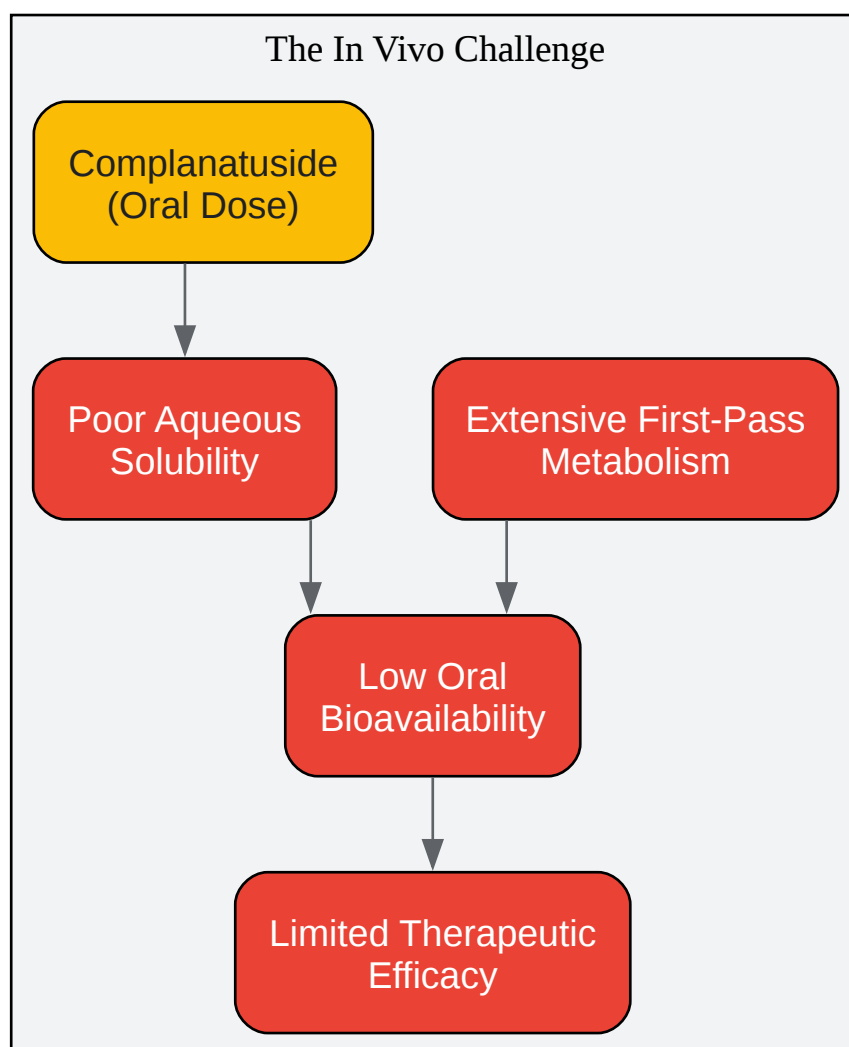 The In Vivo Challenge
Complanatuside
(Oral Dose)
Poor Aqueous
Solubility
Extensive First-Pass
Metabolism
Low Oral
Bioavailability
Limited Therapeutic
Efficacy